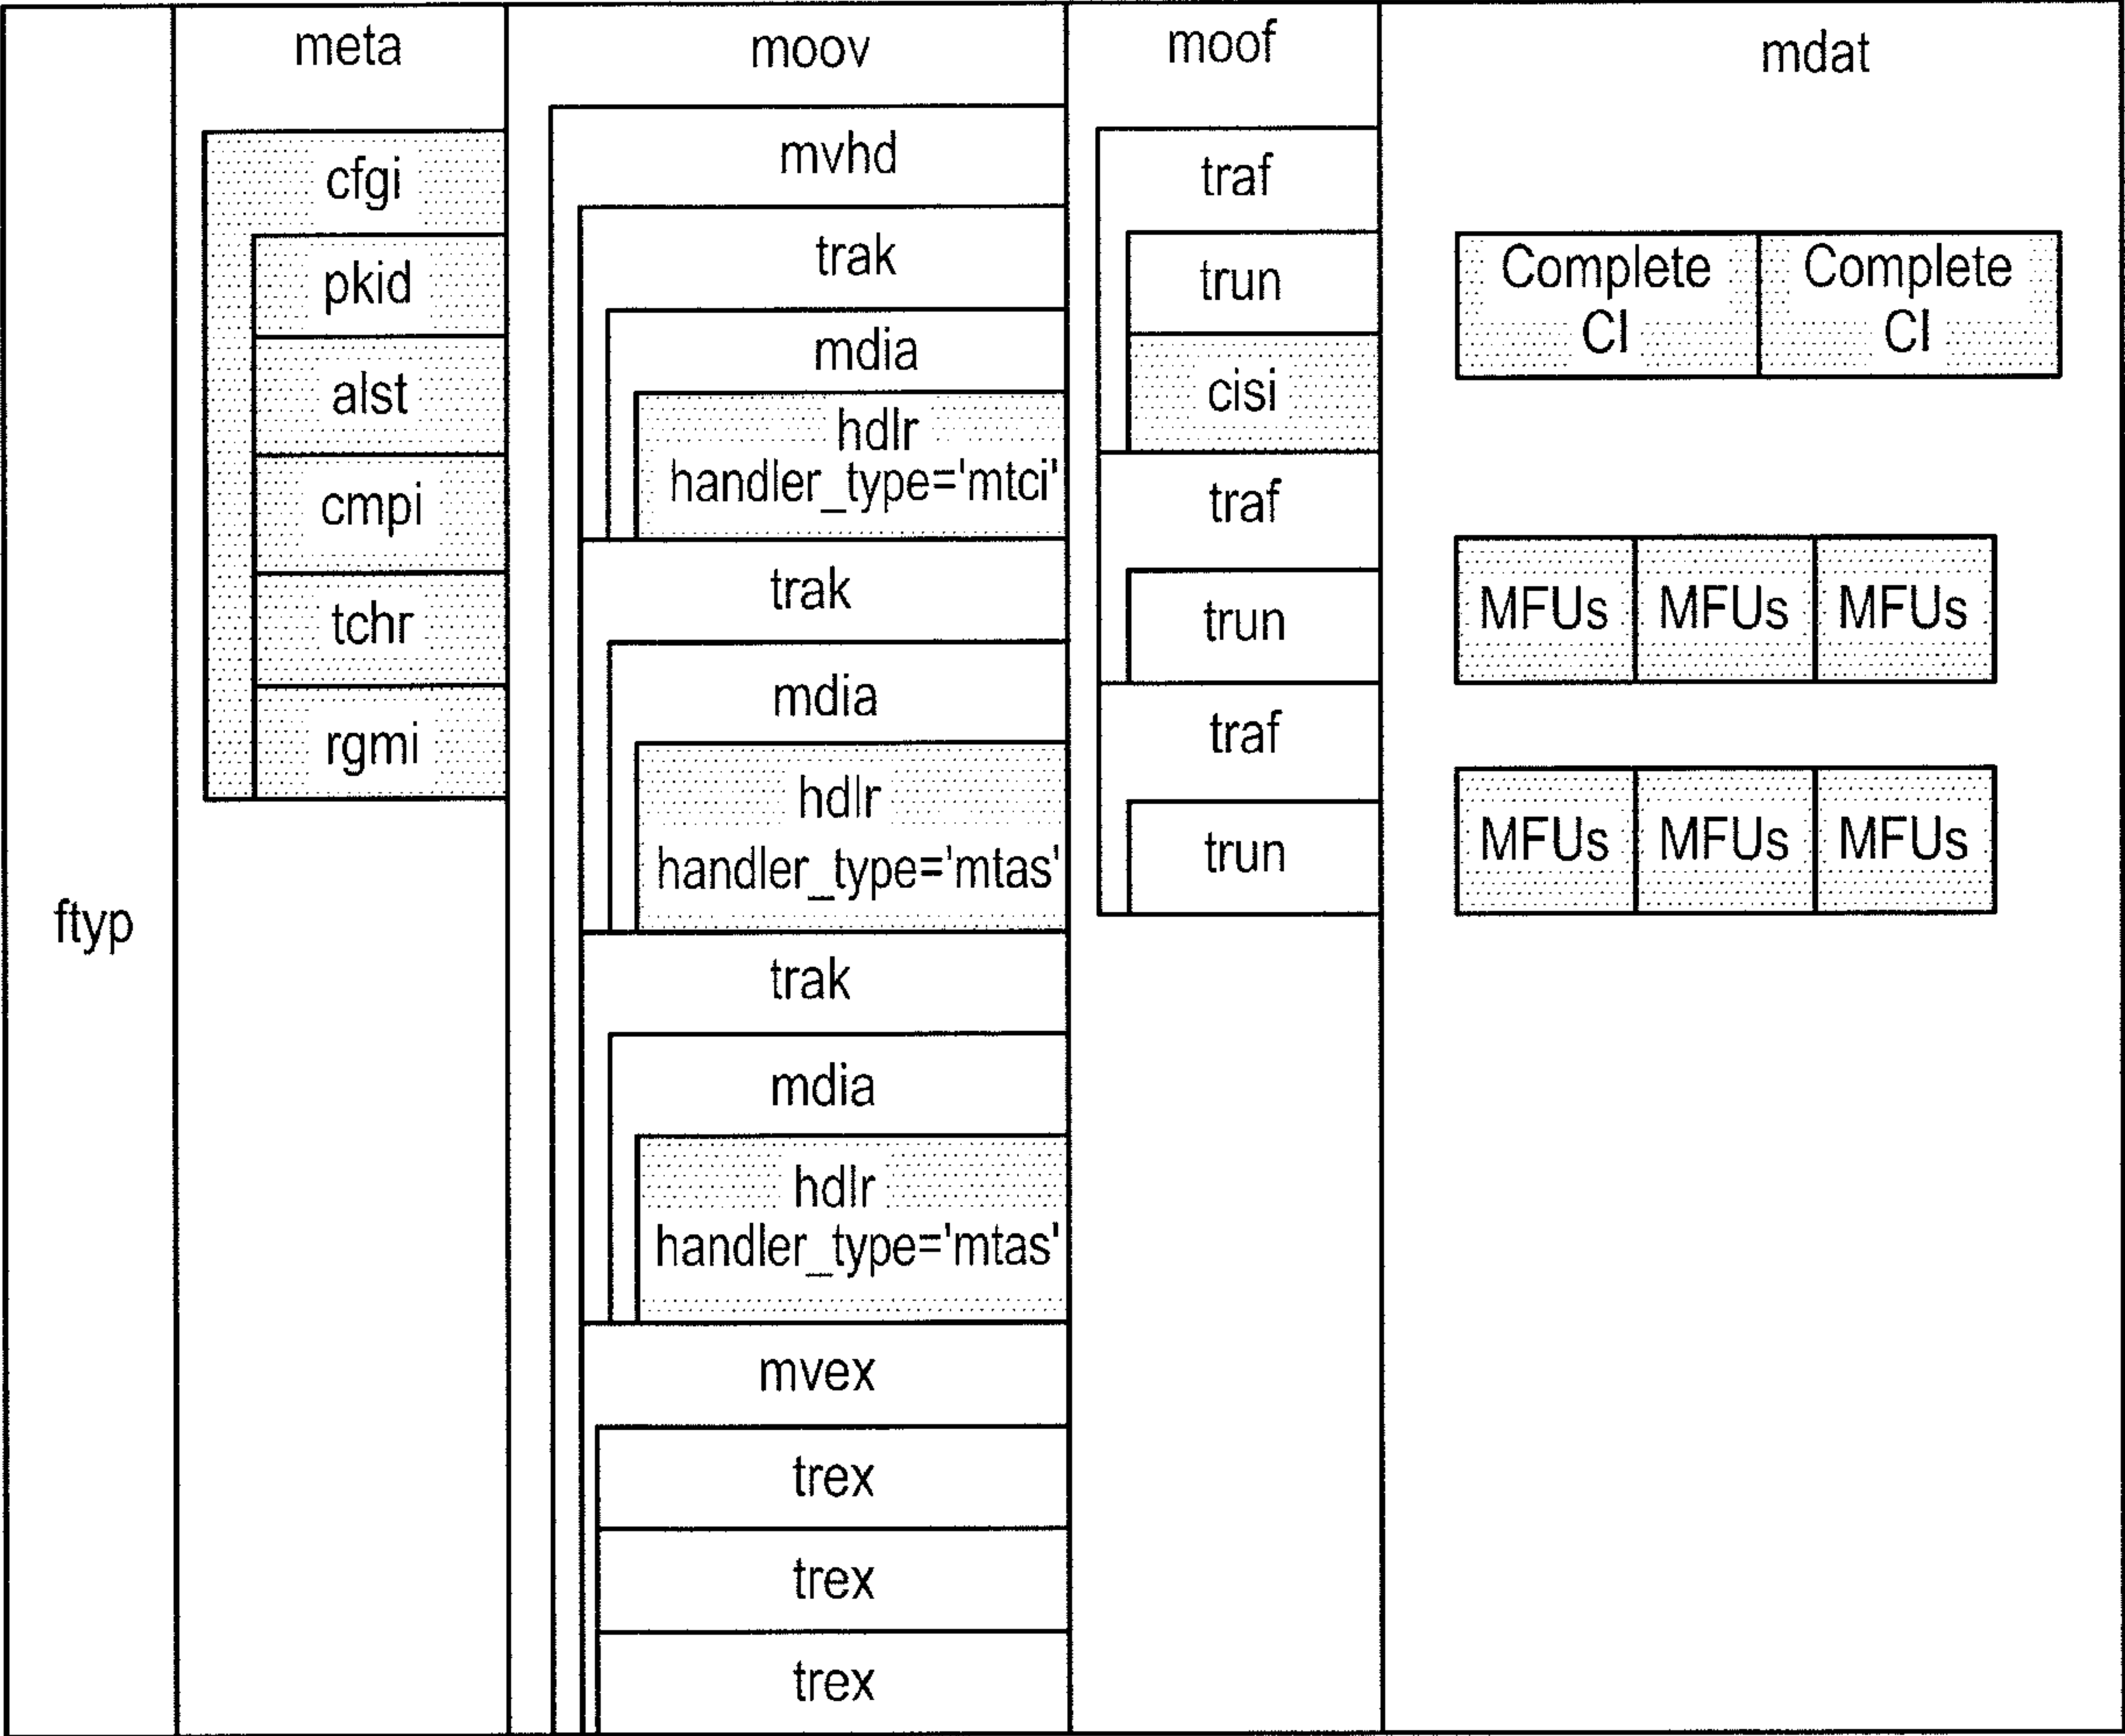 ftyp
meta
cfgi
pkid
alst
cmpi
tchr
rgmi
moov
mvhd
trak
mdia
hdlr
handler_type='mtci'
trak
mdia
hdlr
handler_type='mtas'
trak
mdia
hdlr
handler_type='mtas'
mvex
trex
trex
trex
moof
traf
trun
cisi
traf
trun
traf
trun
mdat
Complete
CI
Complete
CI
MFUs
MFUs
MFUs
MFUs
MFUs
MFUs